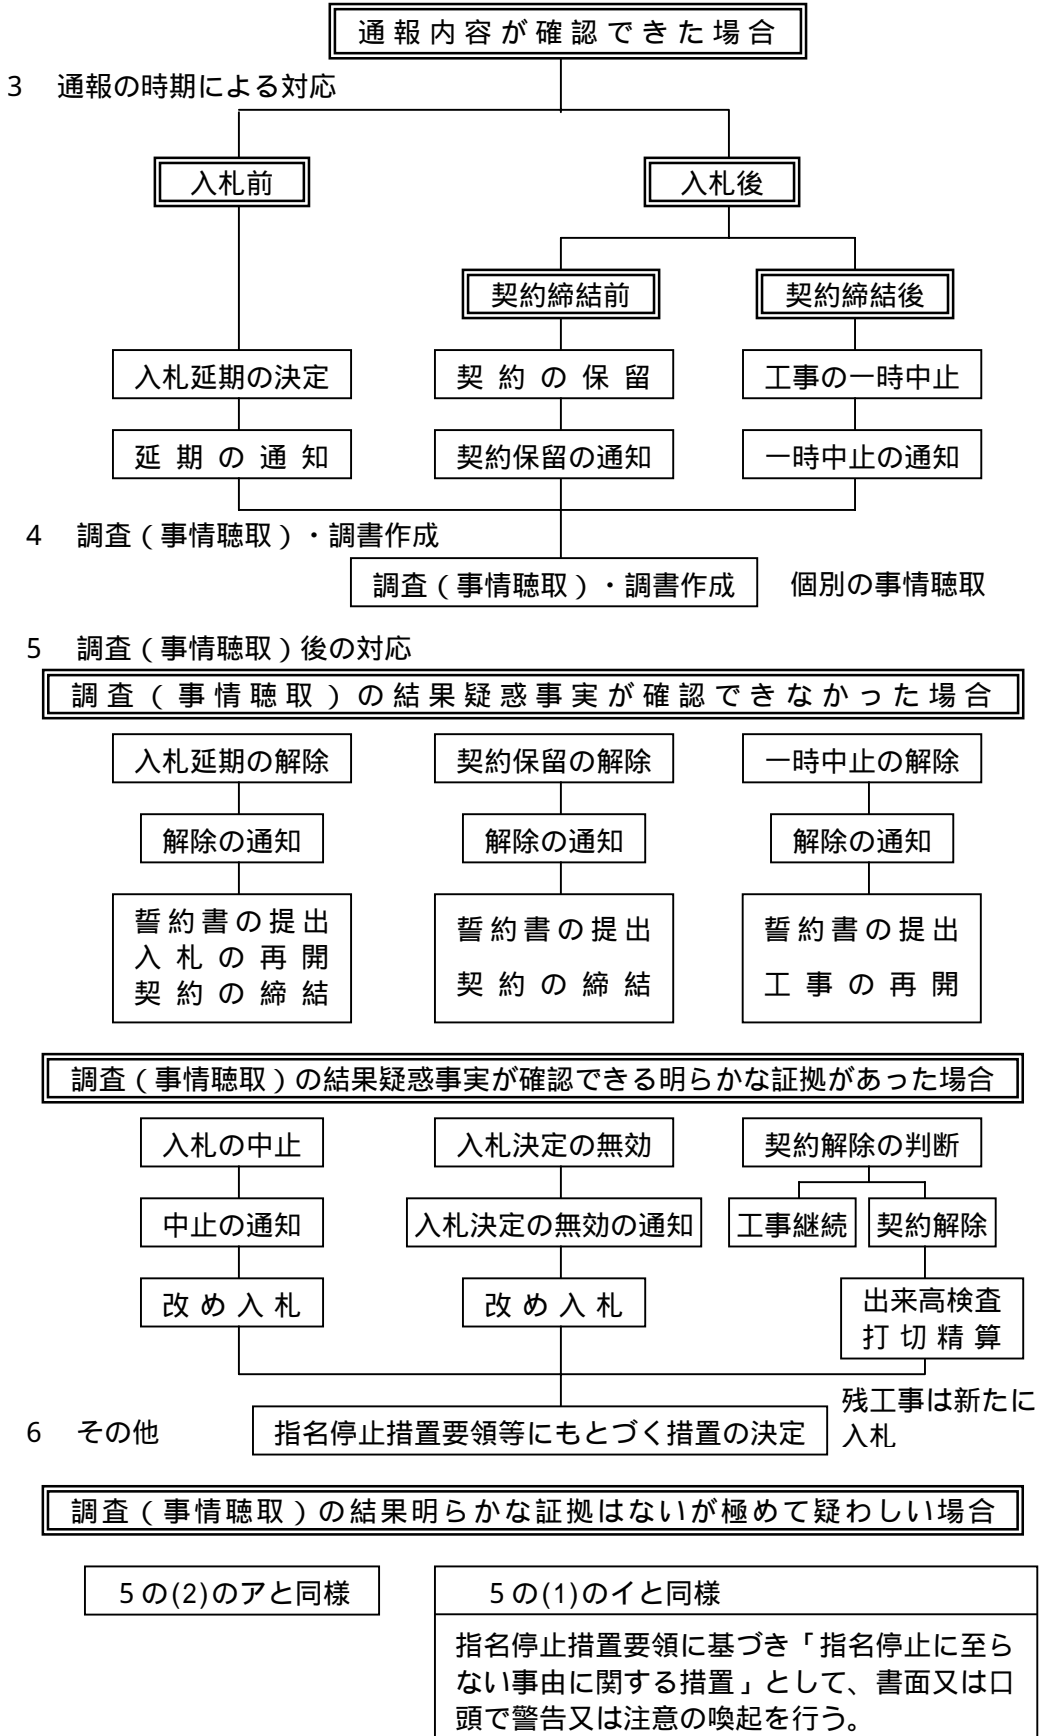 通報内容が確認できた場合
3　通報の時期による対応
入札前
入札後
契約締結前
契約締結後
入札延期の決定
契約の保留
工事の一時中止
延期の通知
契約保留の通知
一時中止の通知
4　調査（事情聴取）・調書作成
調査（事情聴取）・調書作成
個別の事情聴取
5　調査（事情聴取）後の対応
調査（事情聴取）の結果疑惑事実が確認できなかった場合
入札延期の解除
契約保留の解除
一時中止の解除
解除の通知
解除の通知
解除の通知
誓約書の提出
入札の再開
契約の締結
誓約書の提出
契約の締結
誓約書の提出
工事の再開
調査（事情聴取）の結果疑惑事実が確認できる明らかな証拠があった場合
入札の中止
入札決定の無効
契約解除の判断
中止の通知
入札決定の無効の通知
工事継続
契約解除
改め入札
改め入札
出来高検査
打切精算
残工事は新たに
入札
6　その他
指名停止措置要領等にもとづく措置の決定
調査（事情聴取）の結果明らかな証拠はないが極めて疑わしい場合
5の(2)のアと同様
5の(1)のイと同様
指名停止措置要領に基づき「指名停止に至ら
ない事由に関する措置」として、書面又は口
頭で警告又は注意の喚起を行う。